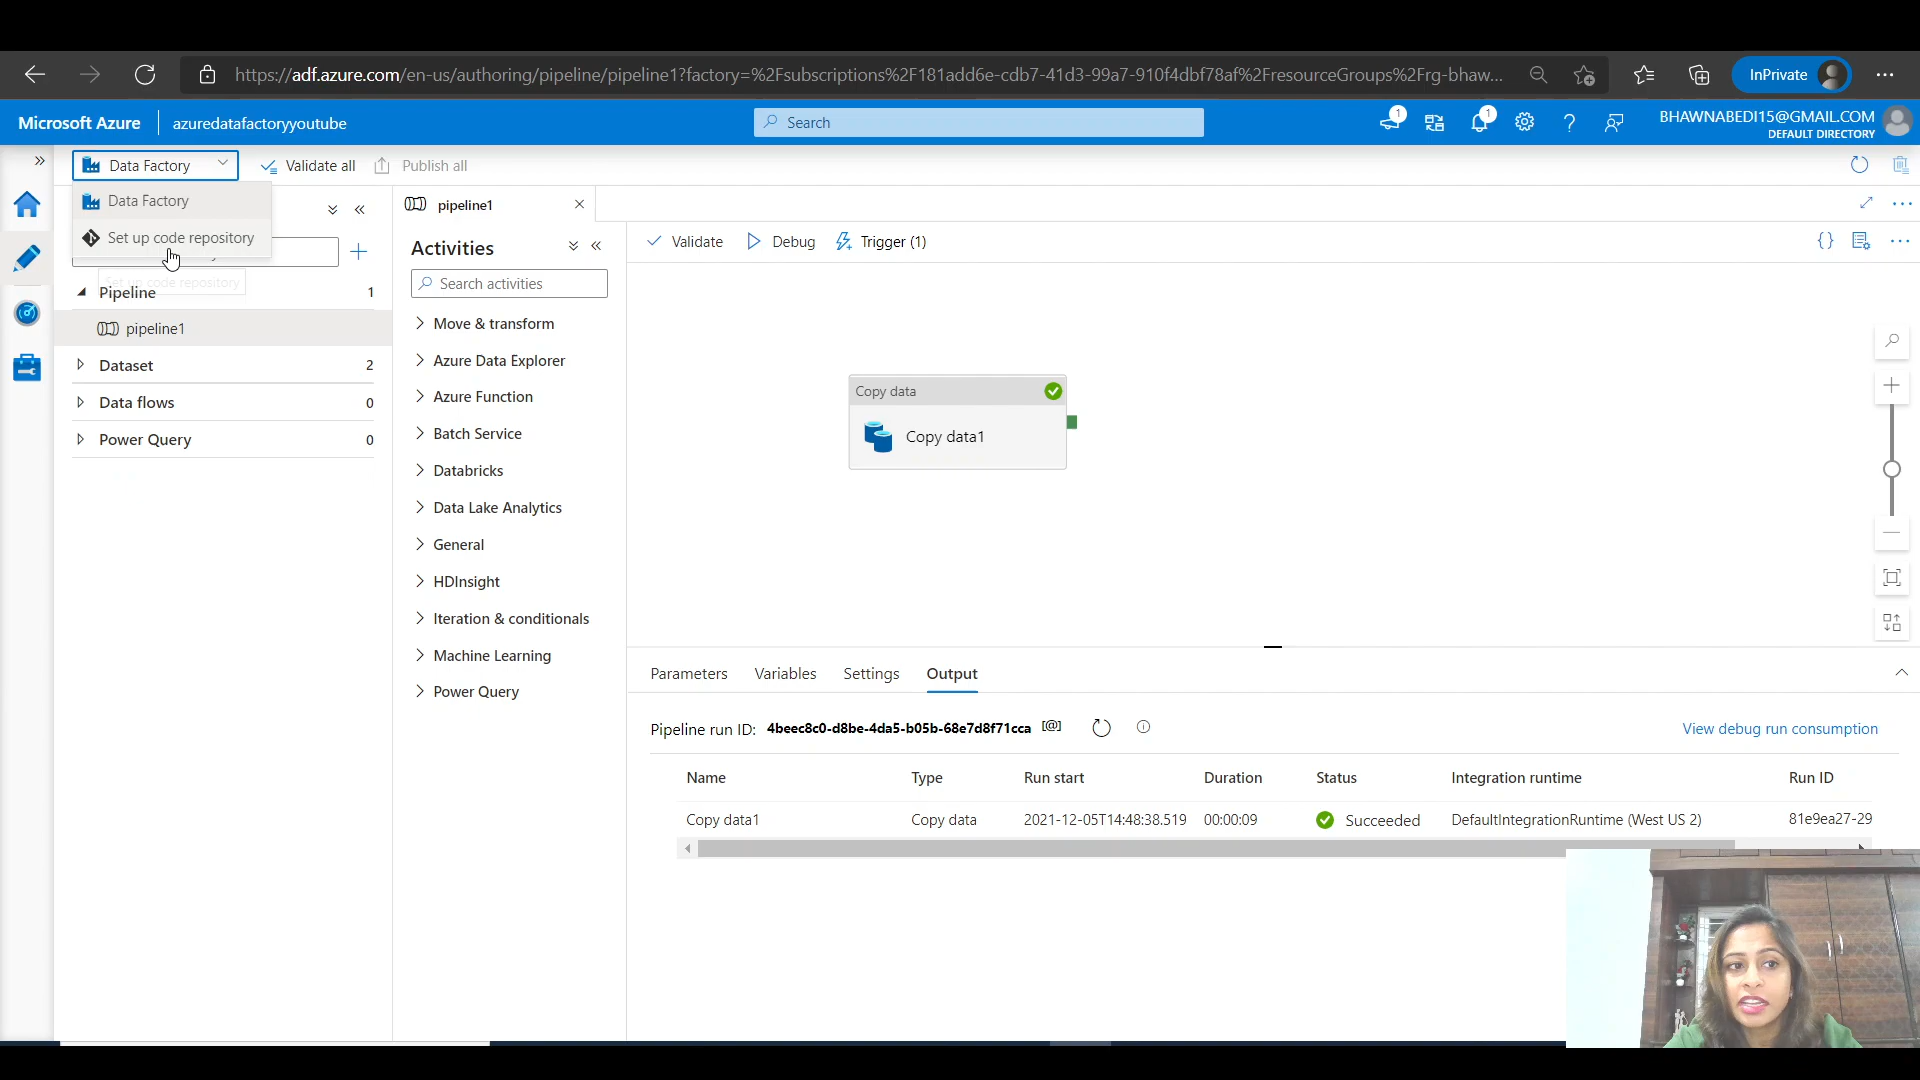 https://adf.azure.com/en-us/authoring/pipeline/pipeline1?factory=%2Fsubscriptions%2F181add6e-cdb7-41d3-99a7-910f4dbf78af%2FresourceGroups%2Frg-bhaw...
InPrivate
Microsoft Azure
azuredatafactoryyoutube
Search
1
1
BHAWNABEDI15@GMAIL.COM
DEFAULT DIRECTORY
Data Factory
Validate all
Publish all
Data Factory
Set up code repository
Set up code repository
Pipeline 1
pipeline1
Dataset 2
Data flows 0
Power Query 0
pipeline1
Activities
Search activities
Move & transform
Azure Data Explorer
Azure Function
Batch Service
Databricks
Data Lake Analytics
General
HDInsight
Iteration & conditionals
Machine Learning
Power Query
Validate
Debug
Trigger (1)
{}
Copy data
Copy data1
Parameters
Variables
Settings
Output
Pipeline run ID: 4beec8c0-d8be-4da5-b05b-68e7d8f71cca
[@]
View debug run consumption
Name Type Run start Duration Status Integration runtime Run ID
Copy data1 Copy data 2021-12-05T14:48:38.519 00:00:09 Succeeded DefaultIntegrationRuntime (West US 2) 81e9ea27-29